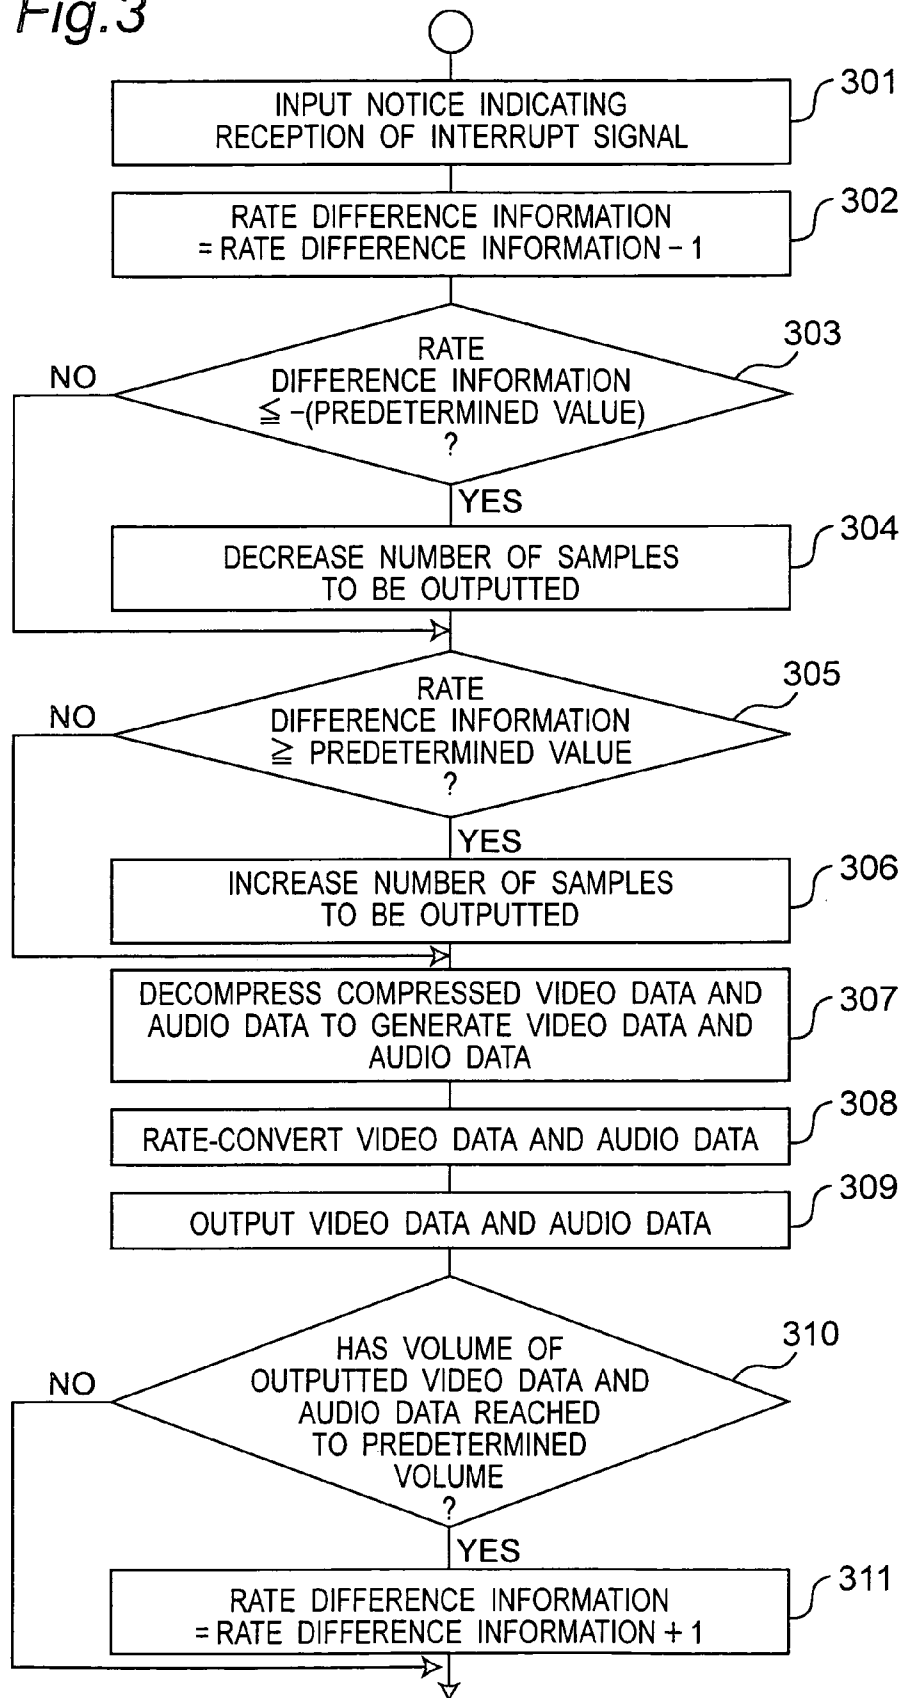 Fig.3
301
INPUT NOTICE INDICATING
RECEPTION OF INTERRUPT SIGNAL
302
RATE DIFFERENCE INFORMATION
= RATE DIFFERENCE INFORMATION – 1
303
RATE
DIFFERENCE INFORMATION
≦ –(PREDETERMINED VALUE)
?
NO
YES
304
DECREASE NUMBER OF SAMPLES
TO BE OUTPUTTED
305
RATE
DIFFERENCE INFORMATION
≧ PREDETERMINED VALUE
?
NO
YES
306
INCREASE NUMBER OF SAMPLES
TO BE OUTPUTTED
307
DECOMPRESS COMPRESSED VIDEO DATA AND
AUDIO DATA TO GENERATE VIDEO DATA AND
AUDIO DATA
308
RATE-CONVERT VIDEO DATA AND AUDIO DATA
309
OUTPUT VIDEO DATA AND AUDIO DATA
310
HAS VOLUME OF
OUTPUTTED VIDEO DATA AND
AUDIO DATA REACHED
TO PREDETERMINED
VOLUME
?
NO
YES
311
RATE DIFFERENCE INFORMATION
= RATE DIFFERENCE INFORMATION + 1